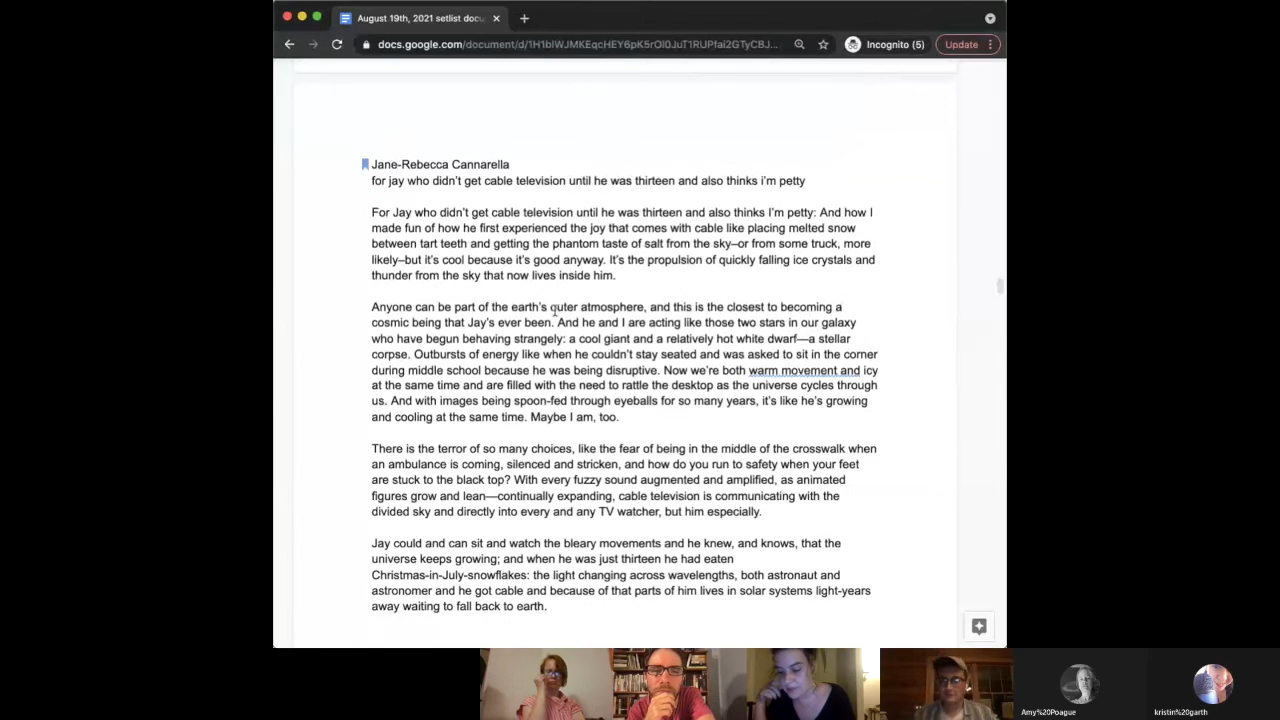 August 19th, 2021 setlist docu
Incognito (5)
Update
Jane-Rebecca Cannarella
for jay who didn't get cable television until he was thirteen and also thinks i'm petty
For Jay who didn't get cable television until he was thirteen and also thinks I'm petty: And how I
made fun of how he first experienced the joy that comes with cable like placing melted snow
between tart teeth and getting the phantom taste of salt from the sky–or from some truck, more
likely–but it's cool because it's good anyway. It's the propulsion of quickly falling ice crystals and
thunder from the sky that now lives inside him.
Anyone can be part of the earth's outer atmosphere, and this is the closest to becoming a
cosmic being that Jay's ever been. And he and I are acting like those two stars in our galaxy
who have begun behaving strangely: a cool giant and a relatively hot white dwarf—a stellar
corpse. Outbursts of energy like when he couldn't stay seated and was asked to sit in the corner
during middle school because he was being disruptive. Now we're both warm movement and icy
at the same time and are filled with the need to rattle the desktop as the universe cycles through
us. And with images being spoon-fed through eyeballs for so many years, it's like he's growing
and cooling at the same time. Maybe I am, too.
There is the terror of so many choices, like the fear of being in the middle of the crosswalk when
an ambulance is coming, silenced and stricken, and how do you run to safety when your feet
are stuck to the black top? With every fuzzy sound augmented and amplified, as animated
figures grow and lean—continually expanding, cable television is communicating with the
divided sky and directly into every and any TV watcher, but him especially.
Jay could and can sit and watch the bleary movements and he knew, and knows, that the
universe keeps growing; and when he was just thirteen he had eaten
Christmas-in-July-snowflakes: the light changing across wavelengths, both astronaut and
astronomer and he got cable and because of that parts of him lives in solar systems light-years
away waiting to fall back to earth.
Amy%20Poague
kristin%20garth